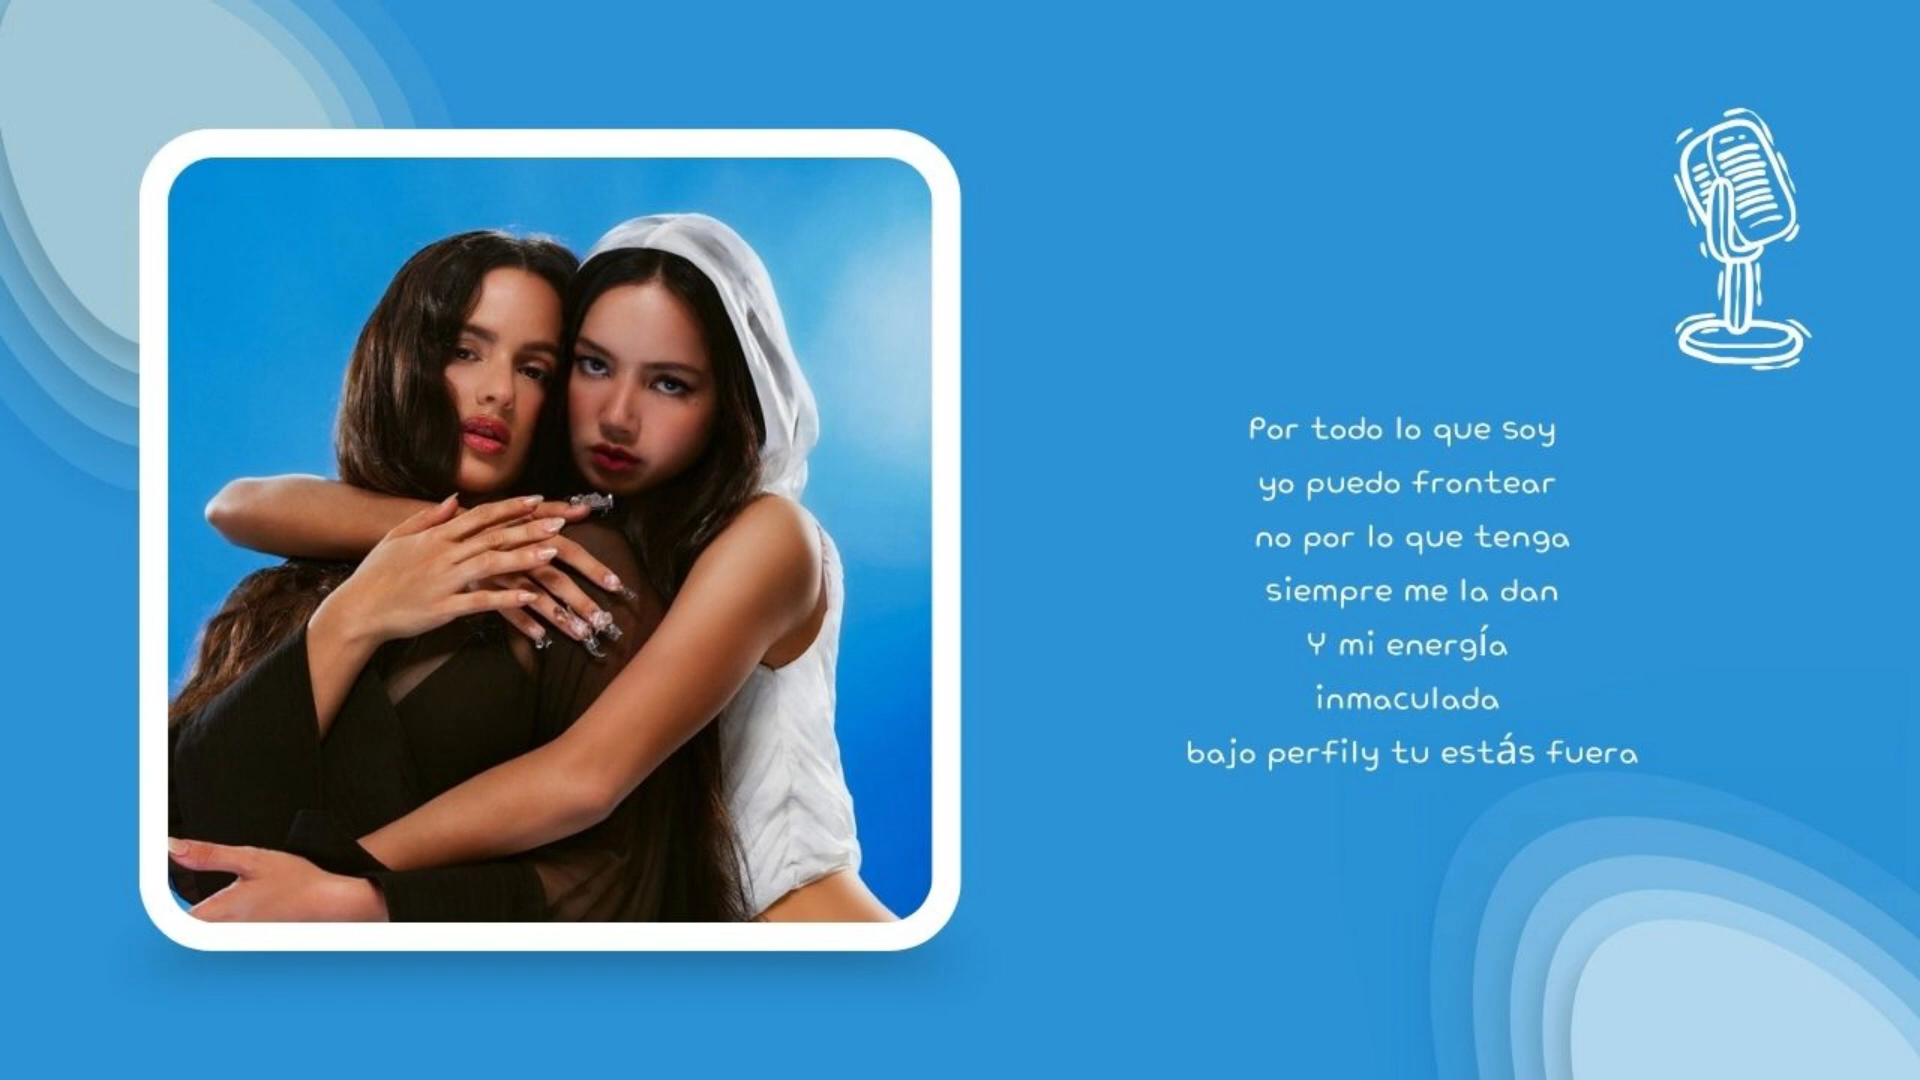 Por todo lo que soy
yo puedo frontear
no por lo que tenga
siempre me la dan
Y mi energía
inmaculada
bajo perfily tu estás fuera